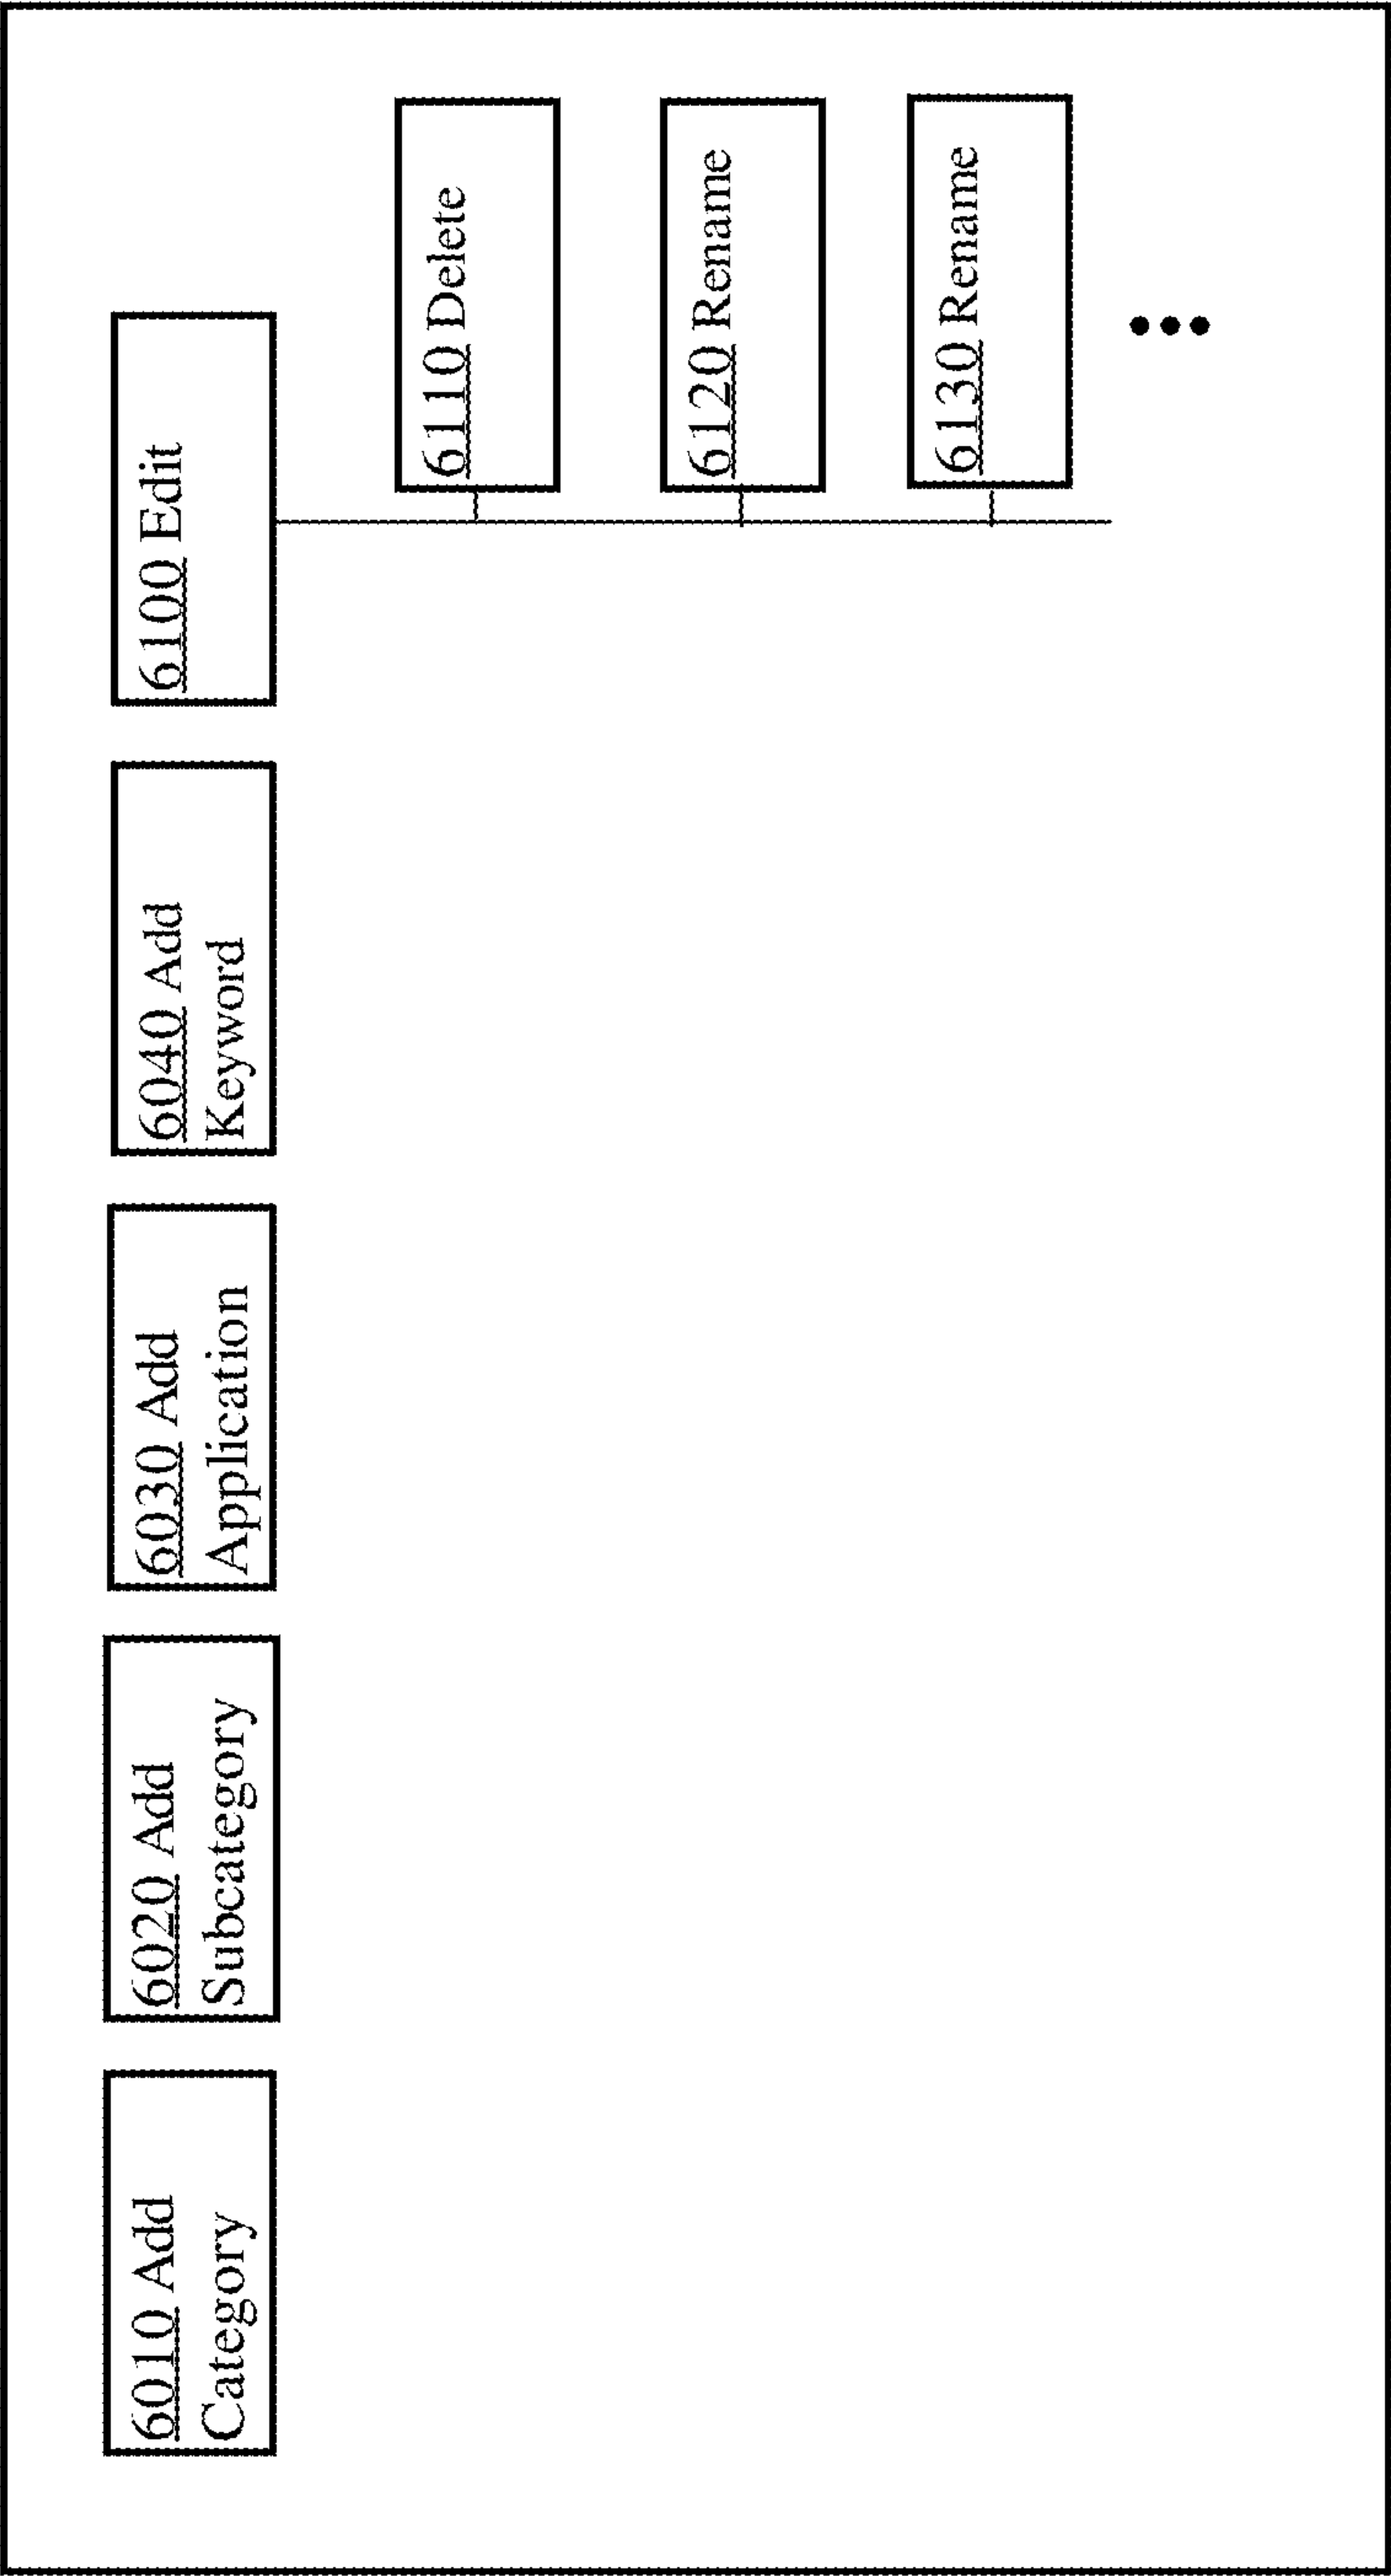 6010 Add
Category
6020 Add
Subcategory
6030 Add
Application
6040 Add
Keyword
6100 Edit
6110 Delete
6120 Rename
6130 Rename